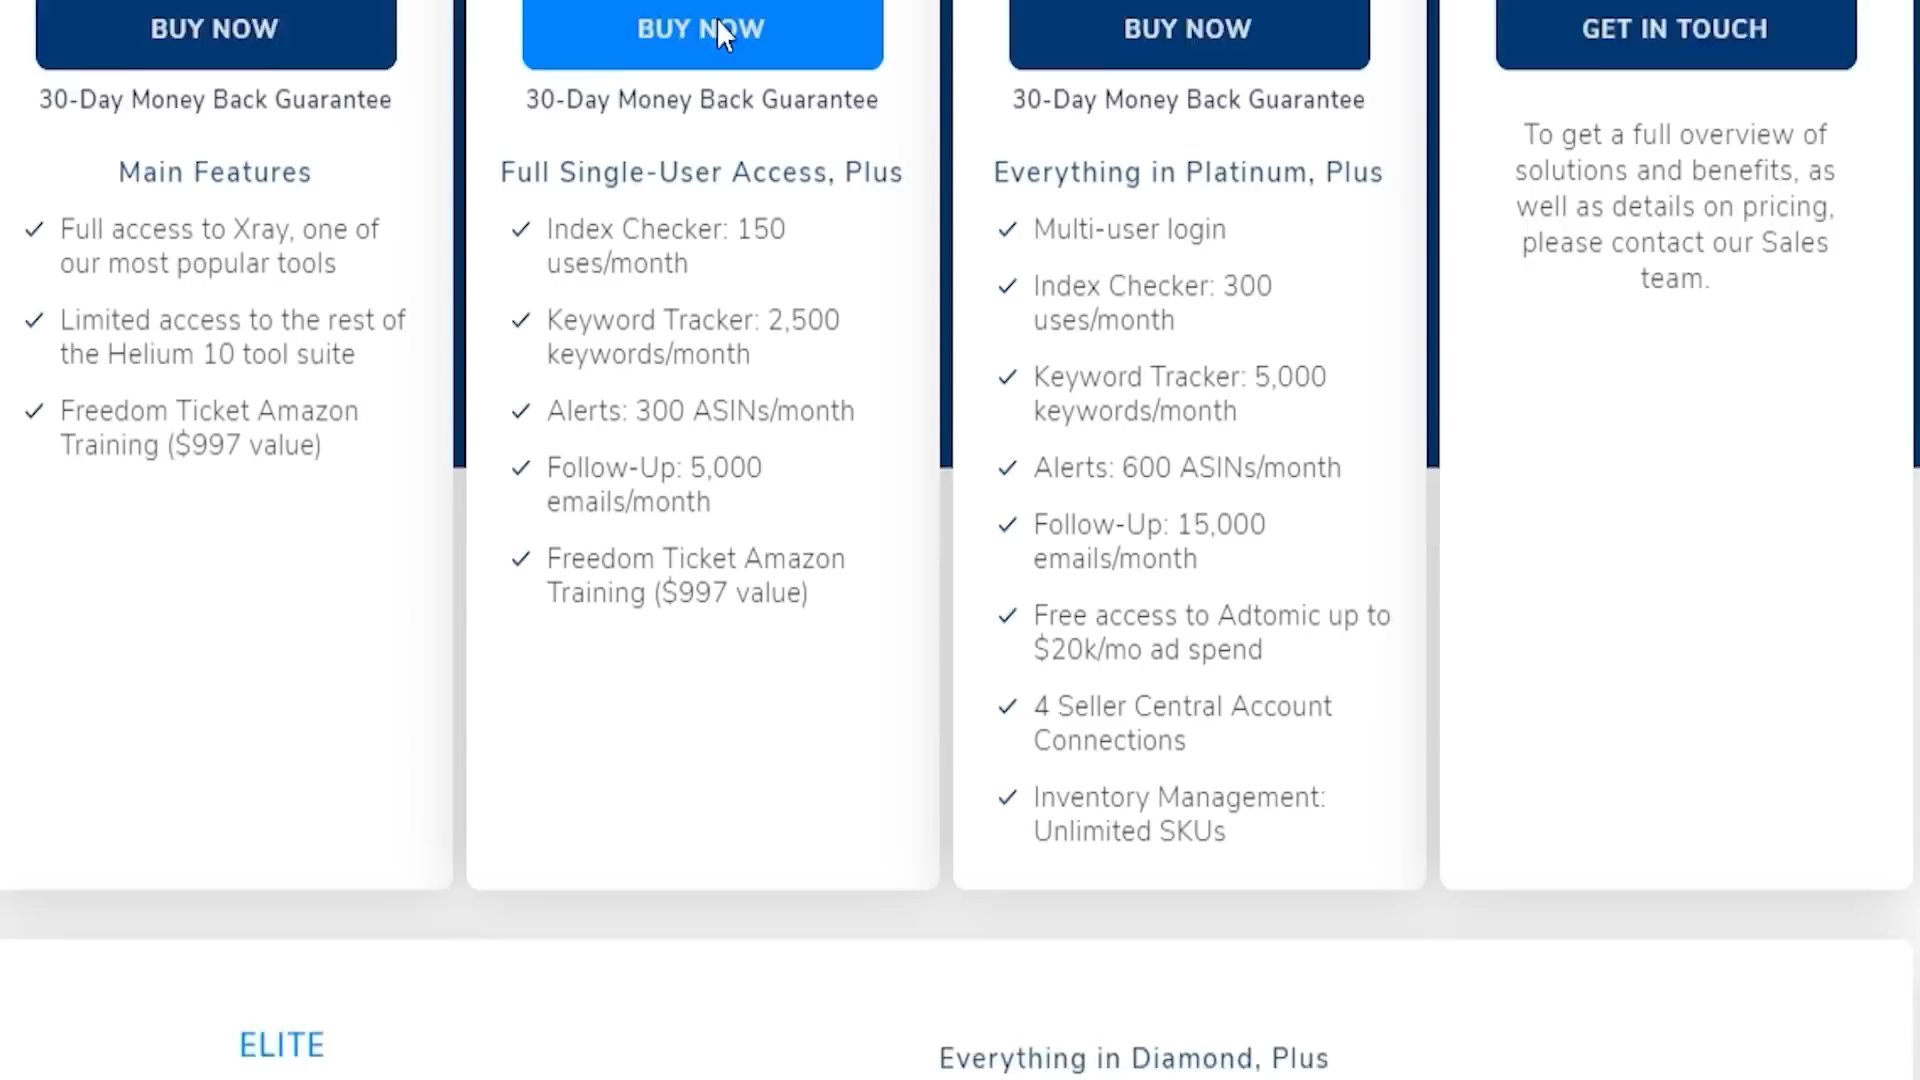 BUY NOW
30-Day Money Back Guarantee
Main Features
Full access to Xray, one of
our most popular tools
Limited access to the rest of
the Helium 10 tool suite
Freedom Ticket Amazon
Training ($997 value)
BUY NOW
30-Day Money Back Guarantee
Full Single-User Access, Plus
Index Checker: 150
uses/month
Keyword Tracker: 2,500
keywords/month
Alerts: 300 ASINs/month
Follow-Up: 5,000
emails/month
Freedom Ticket Amazon
Training ($997 value)
BUY NOW
30-Day Money Back Guarantee
Everything in Platinum, Plus
Multi-user login
Index Checker: 300
uses/month
Keyword Tracker: 5,000
keywords/month
Alerts: 600 ASINs/month
Follow-Up: 15,000
emails/month
Free access to Adtomic up to
$20k/mo ad spend
4 Seller Central Account
Connections
Inventory Management:
Unlimited SKUs
GET IN TOUCH
To get a full overview of
solutions and benefits, as
well as details on pricing,
please contact our Sales
team.
ELITE
Everything in Diamond, Plus